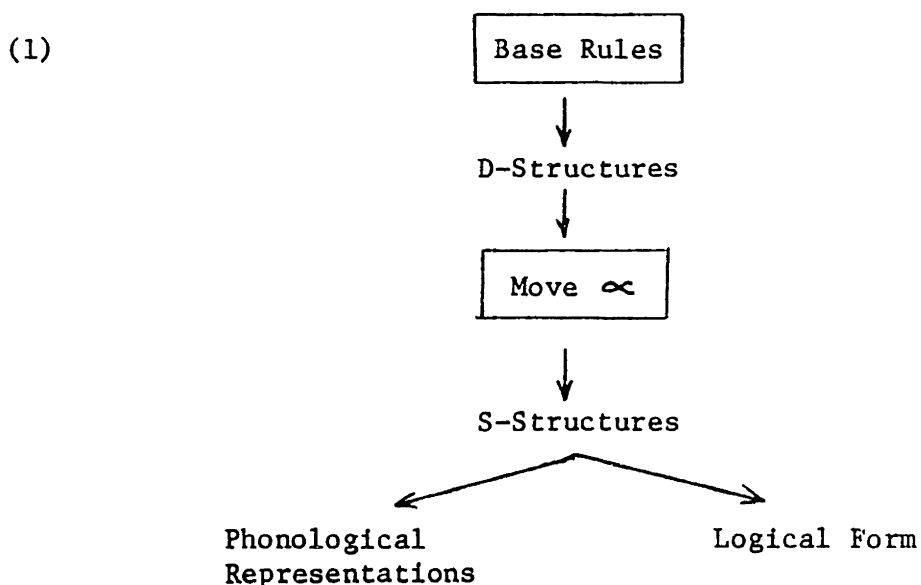 (1)
Base Rules
D-Structures
Move ∝
S-Structures
Phonological
Representations
Logical Form